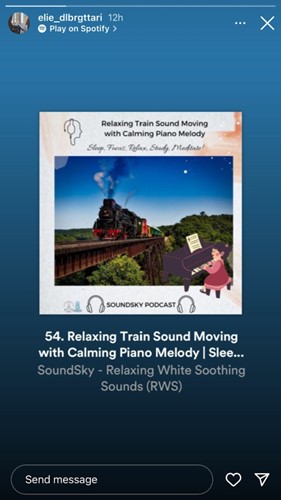 elie_dlbrgttari 12h
Play on Spotify >
Relaxing Train Sound Moving
with Calming Piano Melody
Sleep, Focus, Relax, Study, Meditate!
SOUNDSKY PODCAST
54. Relaxing Train Sound Moving
with Calming Piano Melody | Slee...
SoundSky - Relaxing White Soothing
Sounds (RWS)
Send message